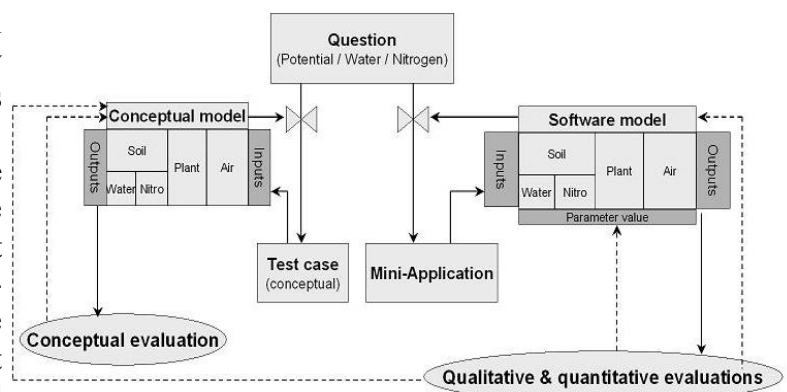 Question
(Potential / Water / Nitrogen)
Conceptual model
Outputs
Soil
Water
Nitro
Plant
Air
Inputs
Software model
Inputs
Soil
Water
Nitro
Plant
Air
Outputs
Parameter value
Test case
(conceptual)
Mini-Application
Conceptual evaluation
Qualitative & quantitative evaluations